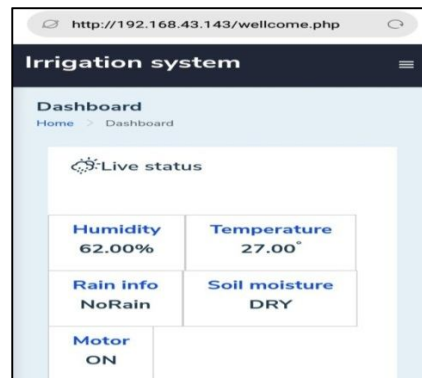 http://192.168.43.143/wellcome.php
Irrigation system
Dashboard
Home > Dashboard
Live status
Humidity
62.00%
Temperature
27.00°
Rain info
NoRain
Soil moisture
DRY
Motor
ON